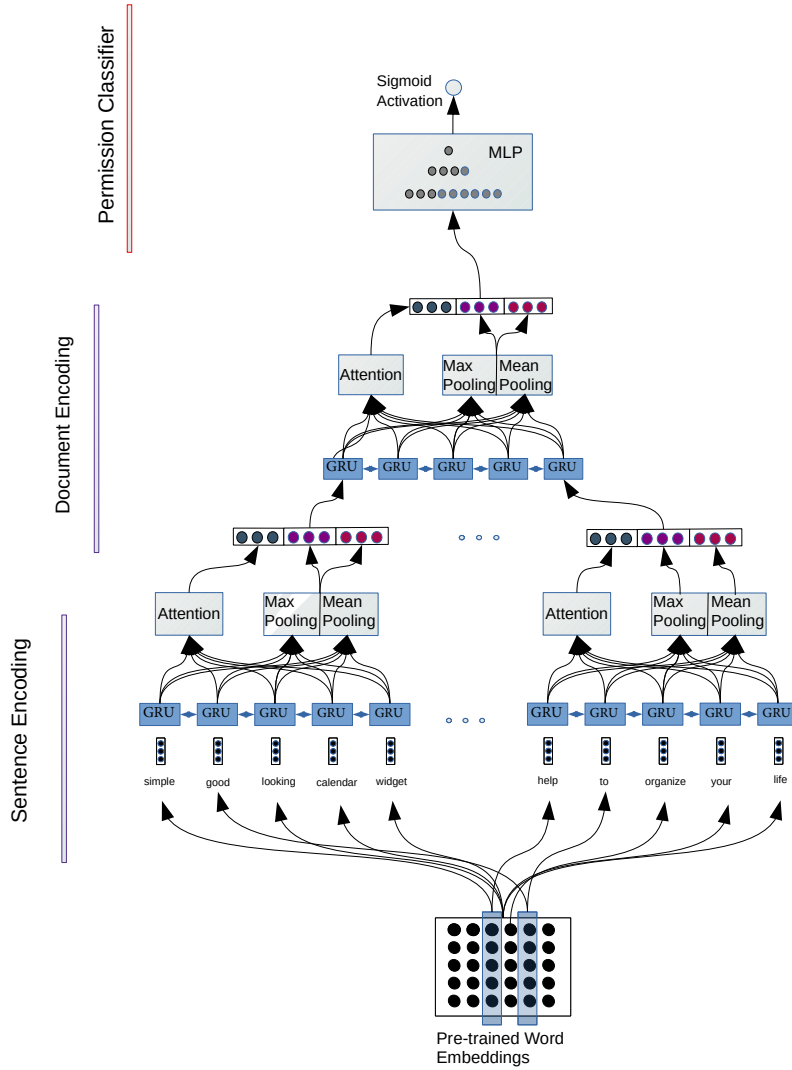 Permission Classifier
Sigmoid
Activation
MLP
Document Encoding
Attention
Max
Pooling
Mean
Pooling
GRU GRU GRU GRU GRU
Sentence Encoding
Attention
Max
Pooling
Mean
Pooling
Attention
Max
Pooling
Mean
Pooling
GRU GRU GRU GRU GRU
GRU GRU GRU GRU GRU
simple good looking calendar widget
help to organize your life
Pre-trained Word
Embeddings